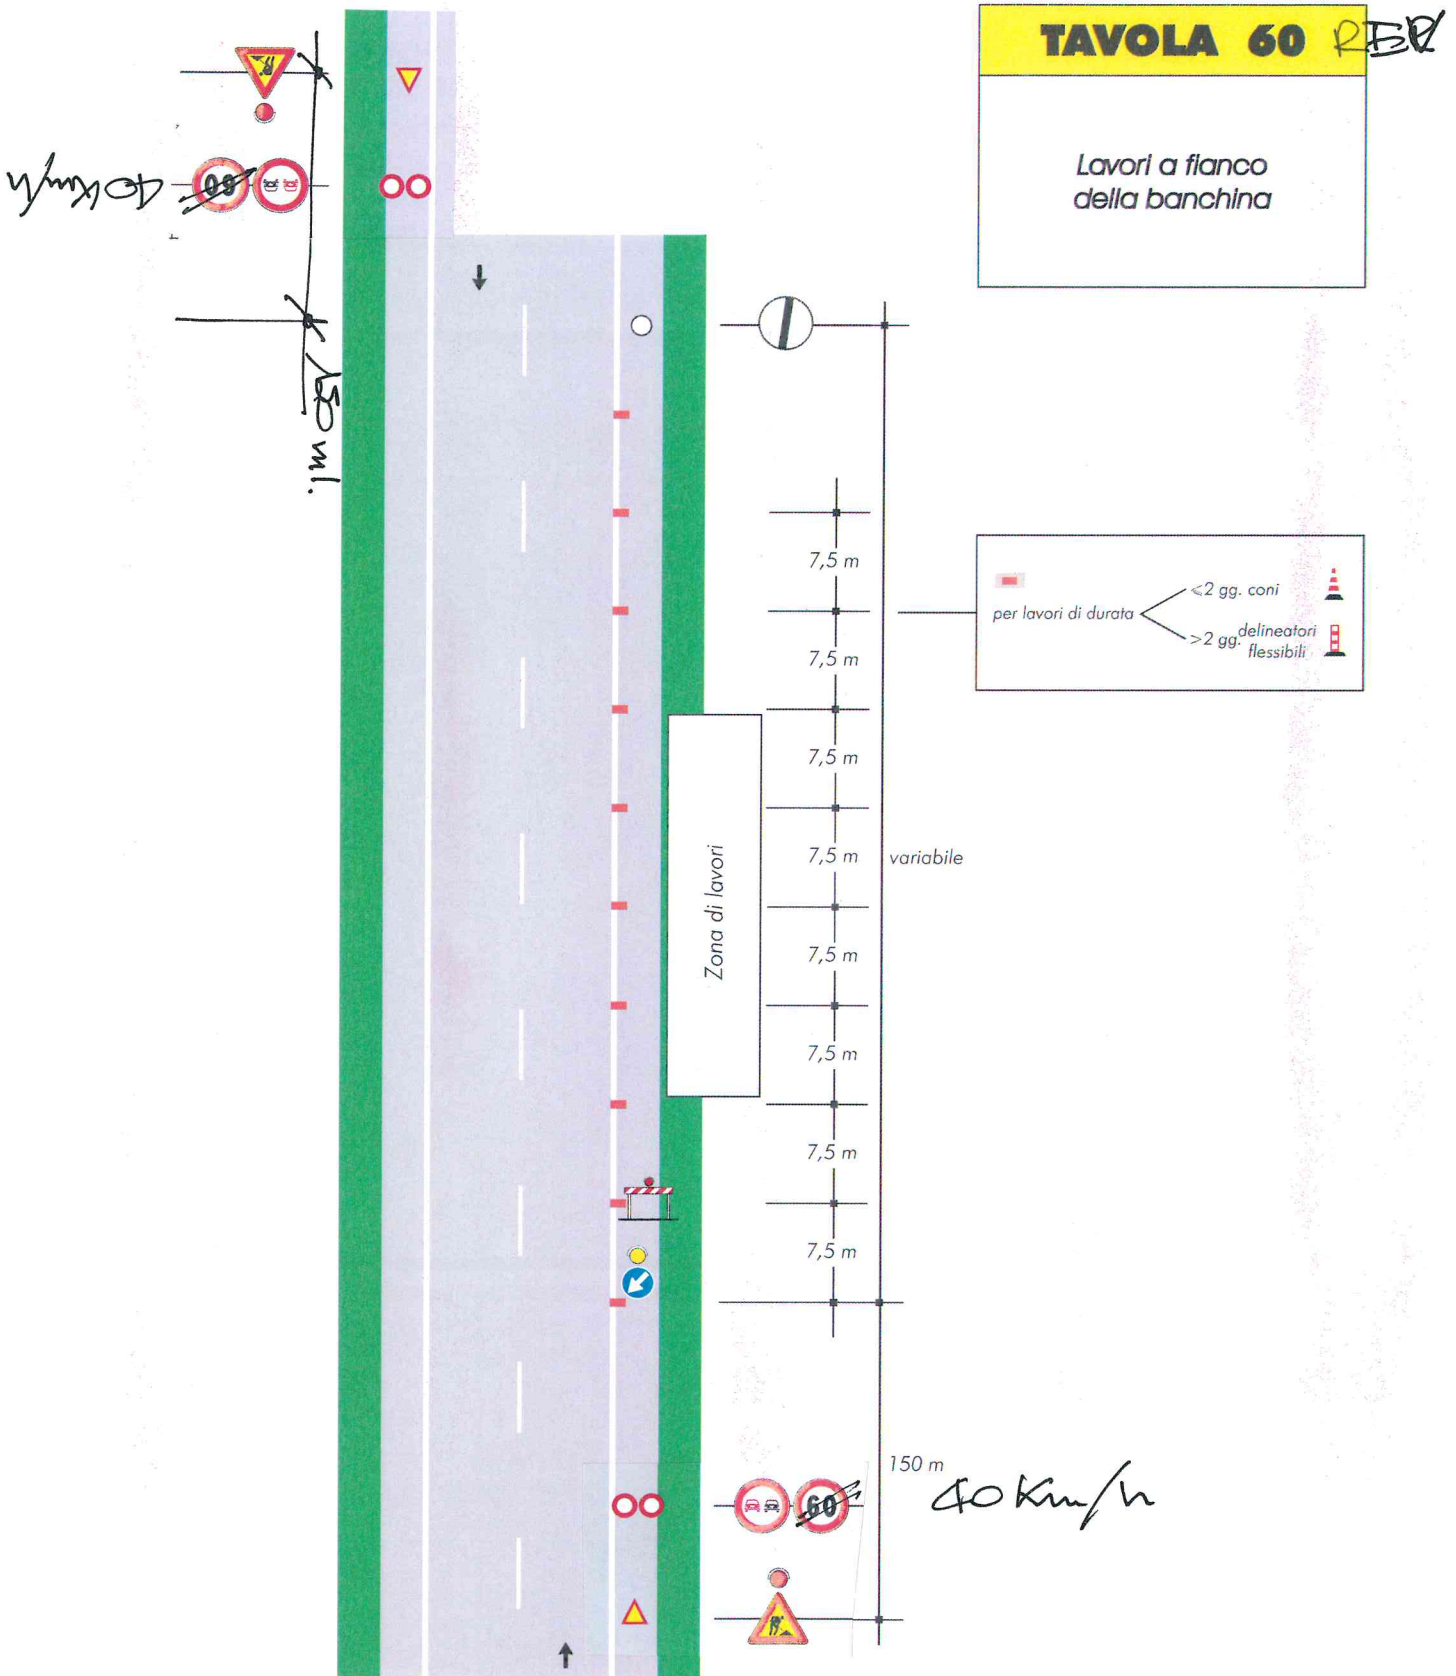 TAVOLA 60 RER
Lavori a fianco
della banchina
60
40 Km/h
150 ml.
7,5 m
7,5 m
7,5 m
7,5 m
7,5 m
7,5 m
7,5 m
7,5 m
variabile
per lavori di durata
<2 gg. coni
>2 gg. delineatori
flessibili
Zona di lavori
150 m
60
40 Km/h